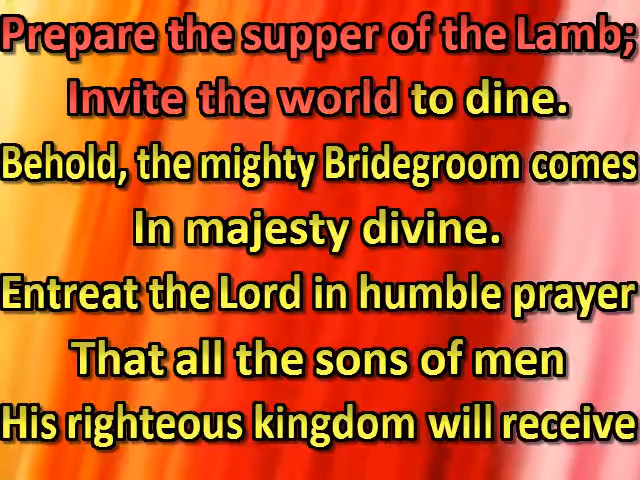 Prepare the supper of the Lamb;
Invite the world to dine.
Behold, the mighty Bridegroom comes
In majesty divine.
Entreat the Lord in humble prayer
That all the sons of men
His righteous kingdom will receive